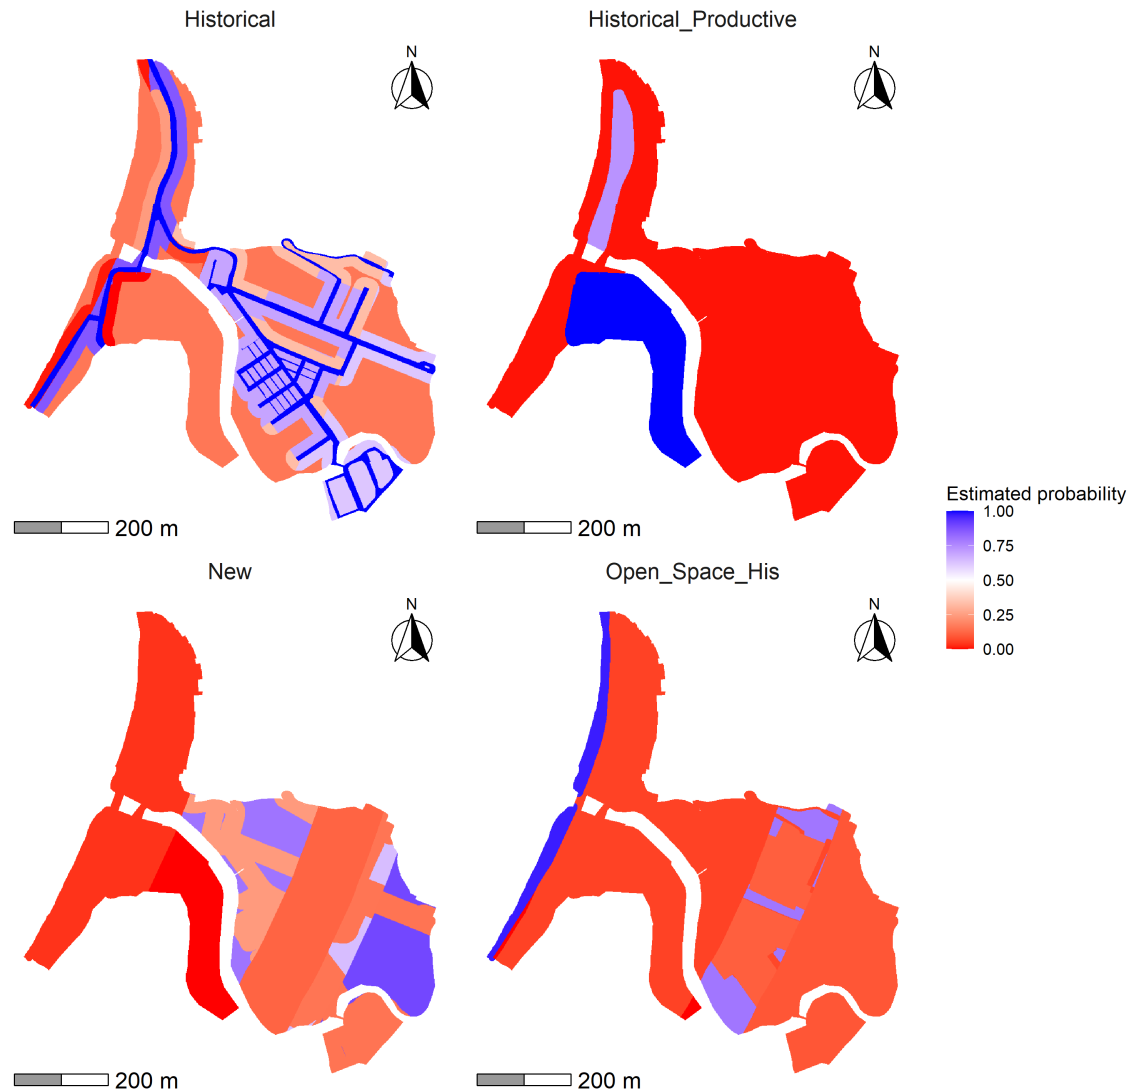 Historical
Historical_Productive
N
N
200 m
200 m
Estimated probability
1.00
0.75
0.50
0.25
0.00
New
Open_Space_His
N
N
200 m
200 m